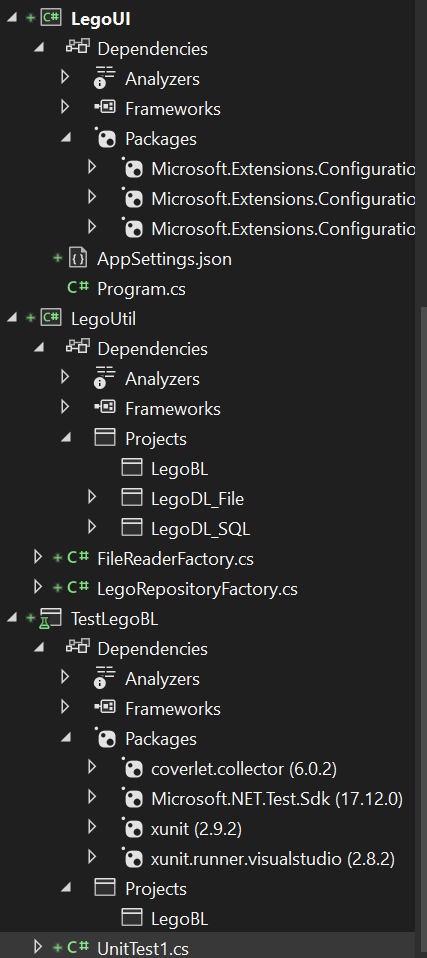 LegoUI
Dependencies
Analyzers
Frameworks
Packages
Microsoft.Extensions.Configuratio
Microsoft.Extensions.Configuratio
Microsoft.Extensions.Configuratio
AppSettings.json
C# Program.cs
LegoUtil
Dependencies
Analyzers
Frameworks
Projects
LegoBL
LegoDL_File
LegoDL_SQL
+ C# FileReaderFactory.cs
+ C# LegoRepositoryFactory.cs
TestLegoBL
Dependencies
Analyzers
Frameworks
Packages
coverlet.collector (6.0.2)
Microsoft.NET.Test.Sdk (17.12.0)
xunit (2.9.2)
xunit.runner.visualstudio (2.8.2)
Projects
LegoBL
+ C# UnitTest1.cs